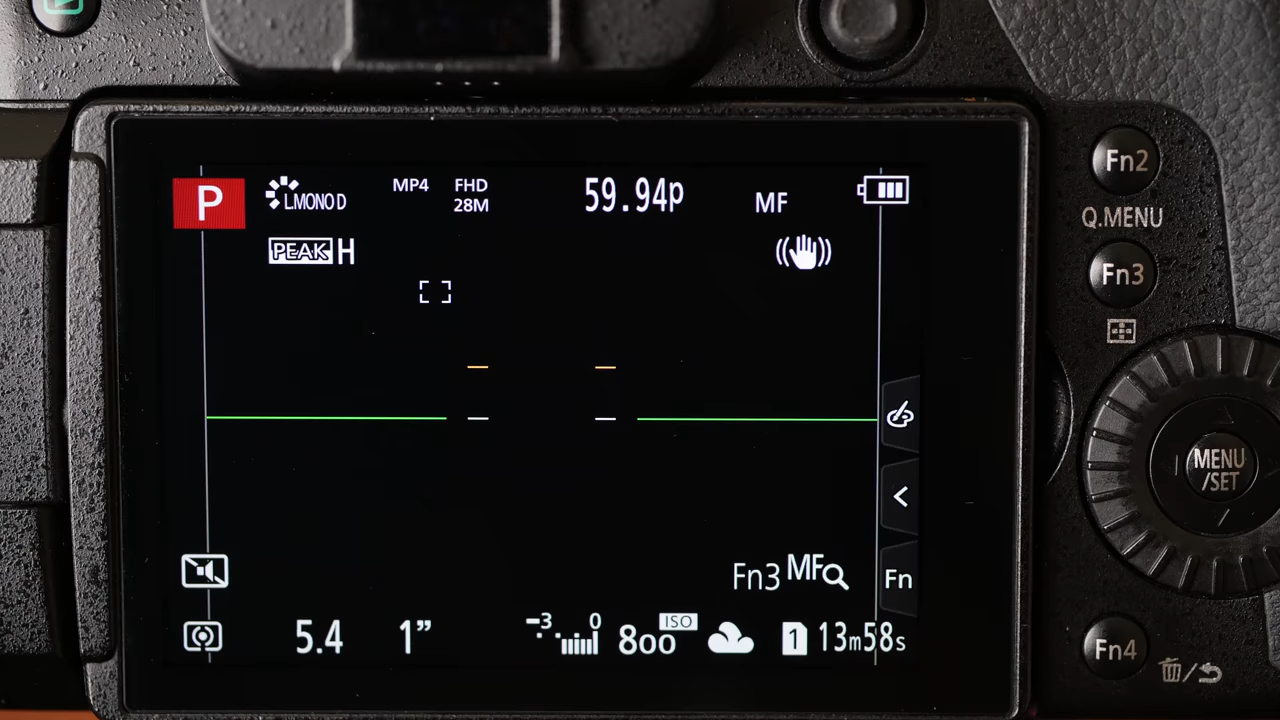 P L.MONO D MP4 FHD 59.94p MF
28M
PEAK H
Fn2
Q.MENU
Fn3
MENU
/SET
Fn3 MF
Fn
5.4 1” −3 0 800 ISO 1 13m58s
Fn4